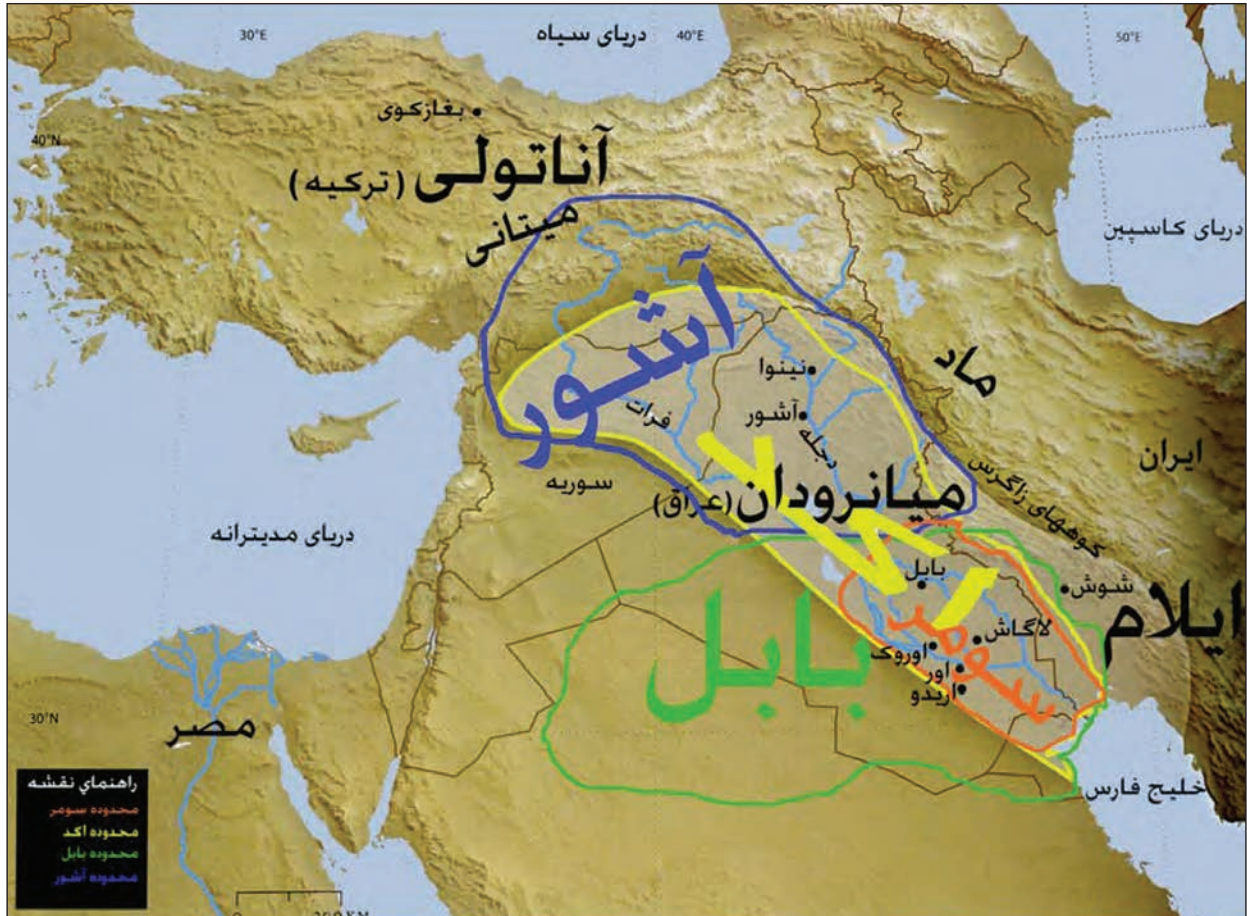 30°E
دریای سیاه
40°E
50°E
بغازکوی
40°N
آناتولی (ترکیه)
میتانی
دریای کاسپین
آشور
ماد
نینوا
آشور
فرات
دجله
ایران
سوریه
میانرودان (عراق)
کوههای زاگرس
دریای مدیترانه
اکد
بابل
شوش
ایلام
بابل
سومر
لاگاش
اوروک
اور
اریدو
30°N
مصر
خلیج فارس
راهنمای نقشه
محدوده سومر
محدوده اکد
محدوده بابل
محدوده آشور
0